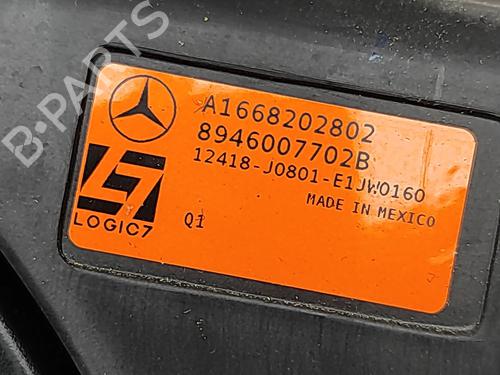 B-PARTS
A1668202802
8946007702B
12418-J0801-E1JW0160
MADE IN MEXICO
LOGIC7
Q1